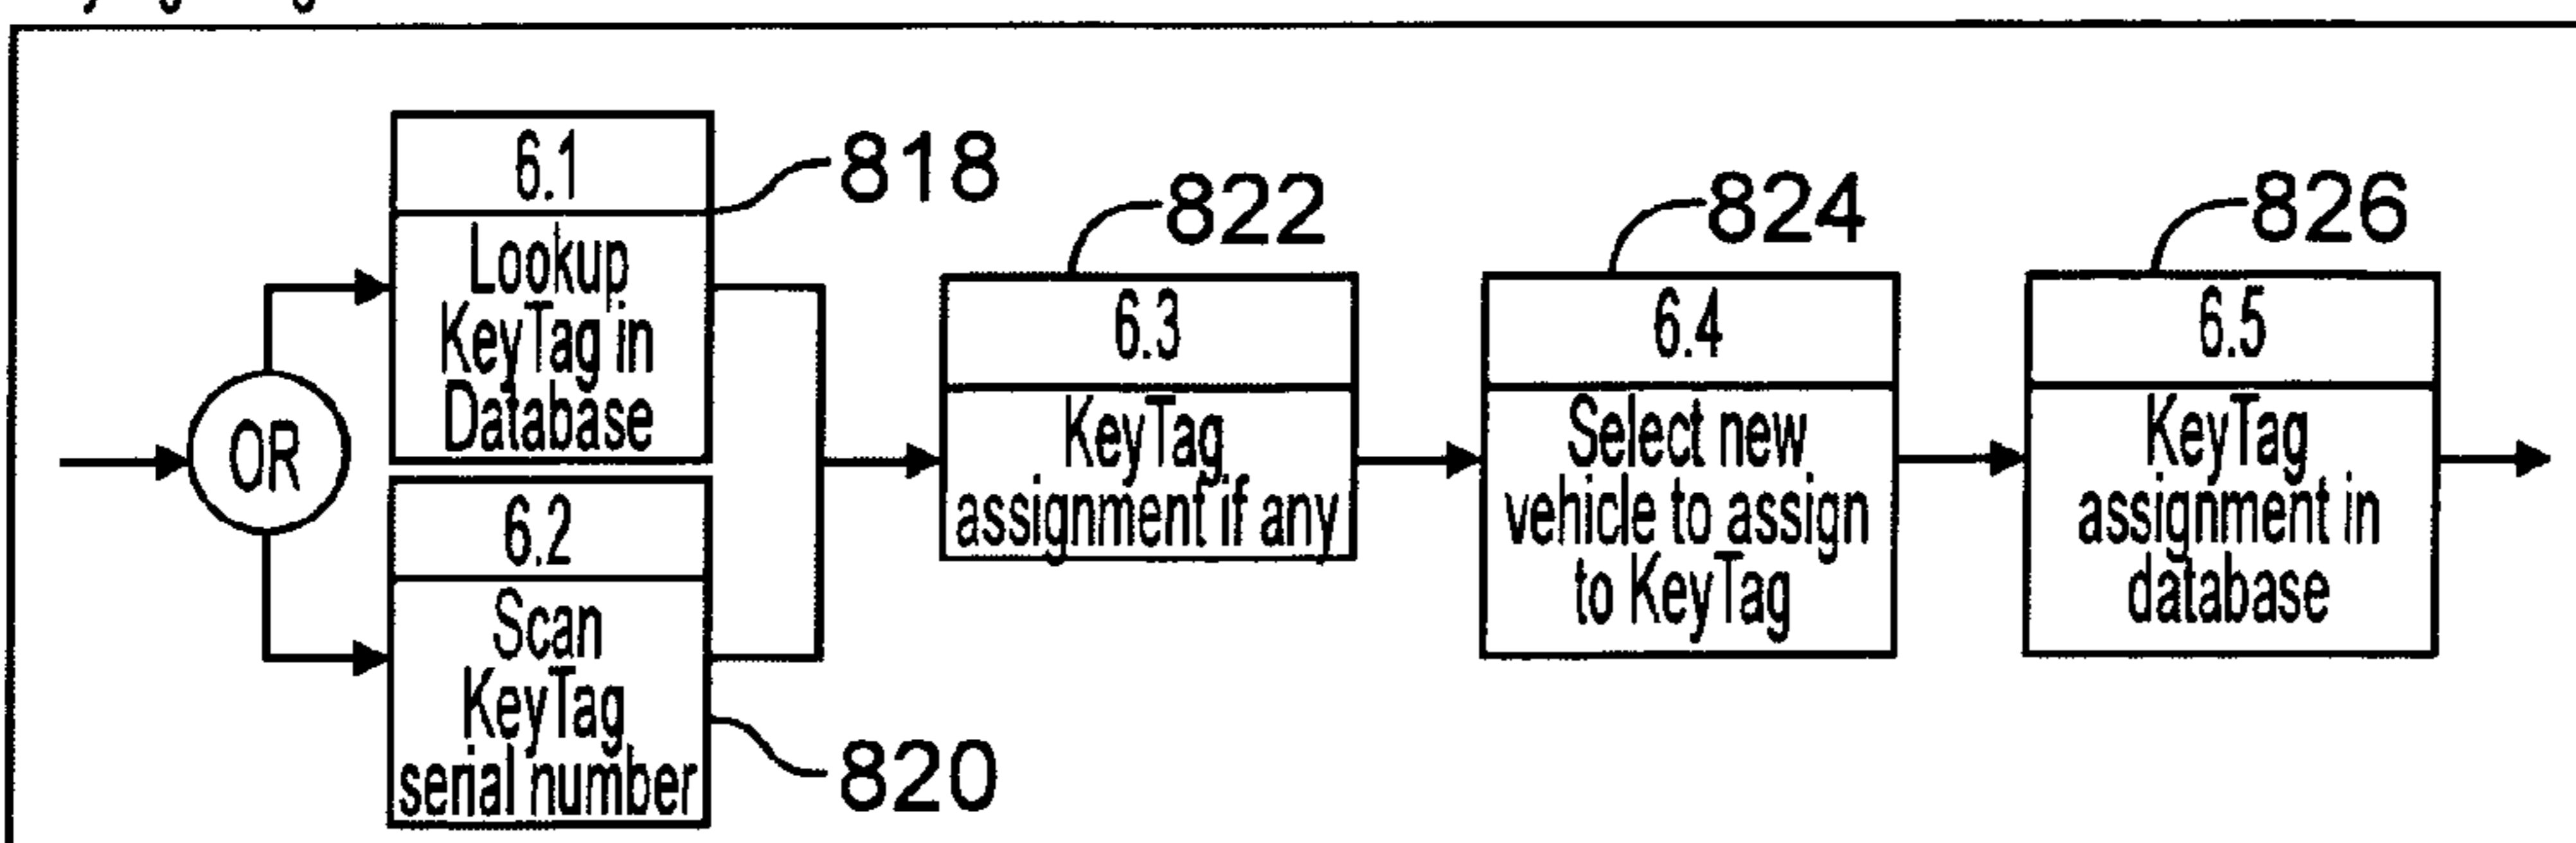 6.1
818
Lookup
KeyTag in
Database
OR
6.2
Scan
KeyTag
serial number
820
822
6.3
KeyTag
assignment if any
824
6.4
Select new
vehicle to assign
to KeyTag
826
6.5
KeyTag
assignment in
database